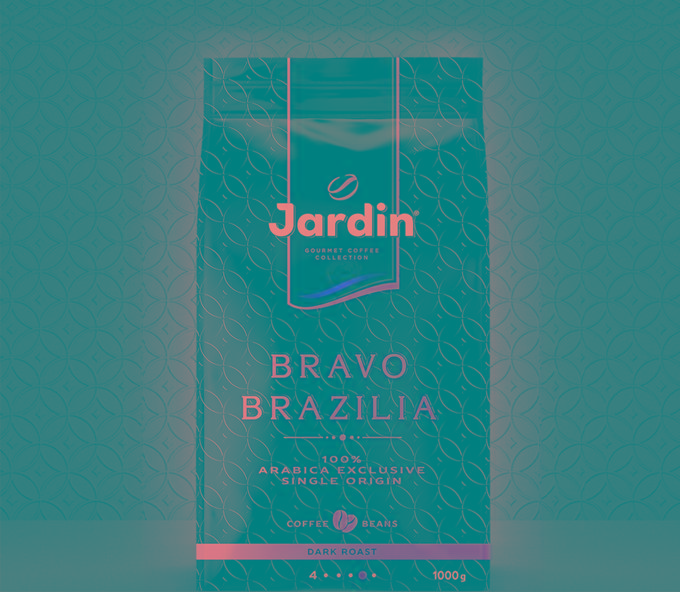 Jardin
GOURMET COFFEE
COLLECTION
BRAVO
BRAZILIA
100%
ARABICA EXCLUSIVE
SINGLE ORIGIN
COFFEE BEANS
DARK ROAST
4
1000g